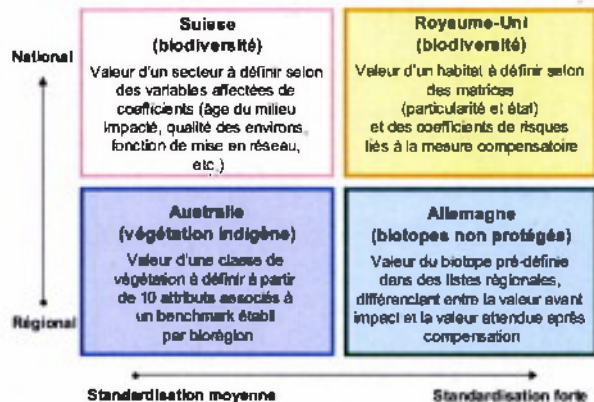 National
Suisse
(biodiversité)
Valeur d'un secteur à définir selon
des variables affectées de
coefficients (âge du milieu
impacté, qualité des environs,
fonction de mise en réseau,
etc.)
Royaume-Uni
(biodiversité)
Valeur d'un habitat à définir selon
des matrices
(particularité et état)
et des coefficients de risques
liés à la mesure compensatoire
Régional
Australie
(végétation indigène)
Valeur d'une classe de
végétation à définir à partir
de 10 attributs associés à
un benchmark établi
par biorégion
Allemagne
(biotopes non protégés)
Valeur du biotope pré-définie
dans des listes régionales,
différenciant entre la valeur avant
impact et la valeur attendue après
compensation
Standardisation moyenne
Standardisation forte